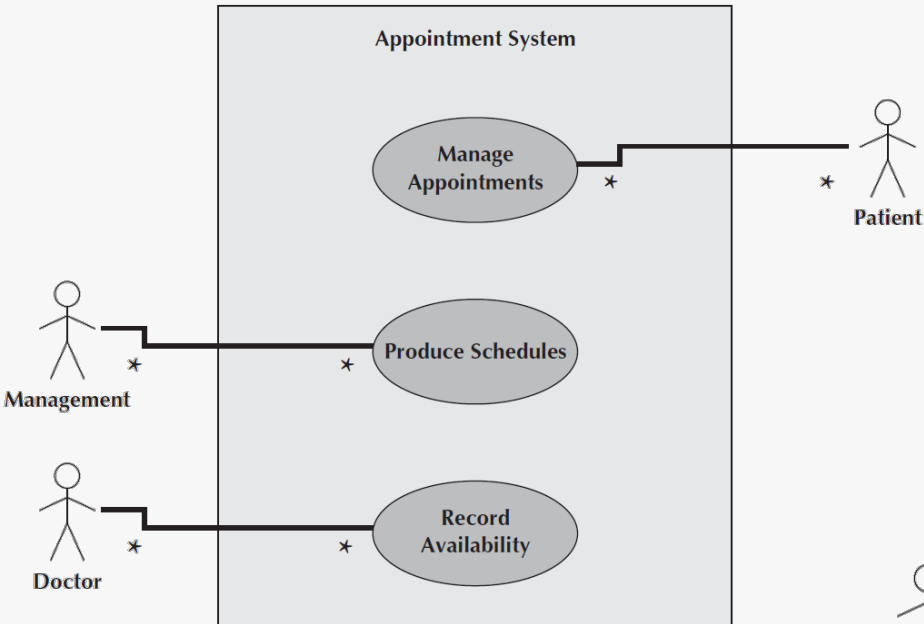 Appointment System
Manage
Appointments
*
*
Patient
Produce Schedules
*
*
Management
Record
Availability
*
*
Doctor